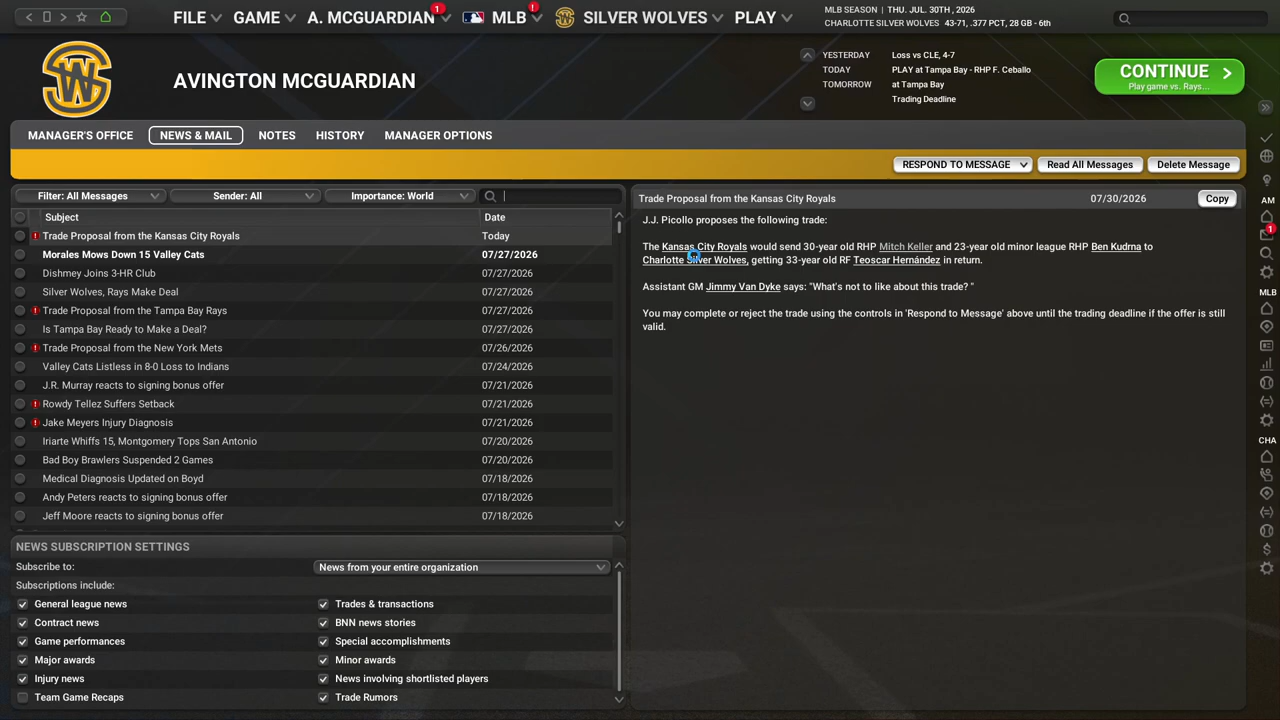 FILE
GAME
A. MCGUARDIAN
1
MLB
!
SILVER WOLVES
PLAY
MLB SEASON | THU. JUL. 30TH , 2026
CHARLOTTE SILVER WOLVES 43-71, .377 PCT, 28 GB - 6th
SW
AVINGTON MCGUARDIAN
YESTERDAY Loss vs CLE, 4-7
TODAY PLAY at Tampa Bay - RHP F. Ceballo
TOMORROW at Tampa Bay
Trading Deadline
CONTINUE
Play game vs. Rays...
MANAGER'S OFFICE
NEWS & MAIL
NOTES
HISTORY
MANAGER OPTIONS
RESPOND TO MESSAGE
Read All Messages
Delete Message
Filter: All Messages
Sender: All
Importance: World
Subject Date
! Trade Proposal from the Kansas City Royals Today
Morales Mows Down 15 Valley Cats 07/27/2026
Dishmey Joins 3-HR Club 07/27/2026
Silver Wolves, Rays Make Deal 07/27/2026
! Trade Proposal from the Tampa Bay Rays 07/27/2026
Is Tampa Bay Ready to Make a Deal? 07/27/2026
! Trade Proposal from the New York Mets 07/26/2026
Valley Cats Listless in 8-0 Loss to Indians 07/24/2026
J.R. Murray reacts to signing bonus offer 07/21/2026
! Rowdy Tellez Suffers Setback 07/21/2026
! Jake Meyers Injury Diagnosis 07/21/2026
Iriarte Whiffs 15, Montgomery Tops San Antonio 07/20/2026
Bad Boy Brawlers Suspended 2 Games 07/20/2026
Medical Diagnosis Updated on Boyd 07/18/2026
Andy Peters reacts to signing bonus offer 07/18/2026
Jeff Moore reacts to signing bonus offer 07/18/2026
Trade Proposal from the Kansas City Royals 07/30/2026 Copy
J.J. Picollo proposes the following trade:
The Kansas City Royals would send 30-year old RHP Mitch Keller and 23-year old minor league RHP Ben Kudrna to
Charlotte Silver Wolves, getting 33-year old RF Teoscar Hernández in return.
Assistant GM Jimmy Van Dyke says: "What's not to like about this trade? "
You may complete or reject the trade using the controls in 'Respond to Message' above until the trading deadline if the offer is still
valid.
NEWS SUBSCRIPTION SETTINGS
Subscribe to: News from your entire organization
Subscriptions include:
General league news Trades & transactions
Contract news BNN news stories
Game performances Special accomplishments
Major awards Minor awards
Injury news News involving shortlisted players
Team Game Recaps Trade Rumors
AM
1
MLB
CHA
$